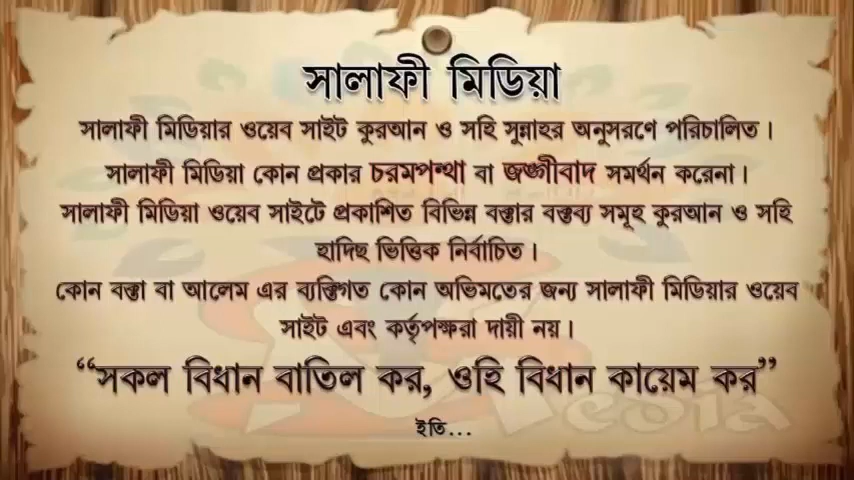 সালাফী মিডিয়া
সালাফী মিডিয়ার ওয়েব সাইট কুরআন ও সহি সুন্নাহর অনুসরণে পরিচালিত।
সালাফী মিডিয়া কোন প্রকার চরমপন্থা বা জঙ্গীবাদ সমর্থন করেনা।
সালাফী মিডিয়া ওয়েব সাইটে প্রকাশিত বিভিন্ন বক্তার বক্তব্য সমূহ কুরআন ও সহি
হাদিছ ভিত্তিক নির্বাচিত।
কোন বক্তা বা আলেম এর ব্যক্তিগত কোন অভিমতের জন্য সালাফী মিডিয়ার ওয়েব
সাইট এবং কর্তৃপক্ষরা দায়ী নয়।
“সকল বিধান বাতিল কর, ওহি বিধান কায়েম কর”
ইতি...